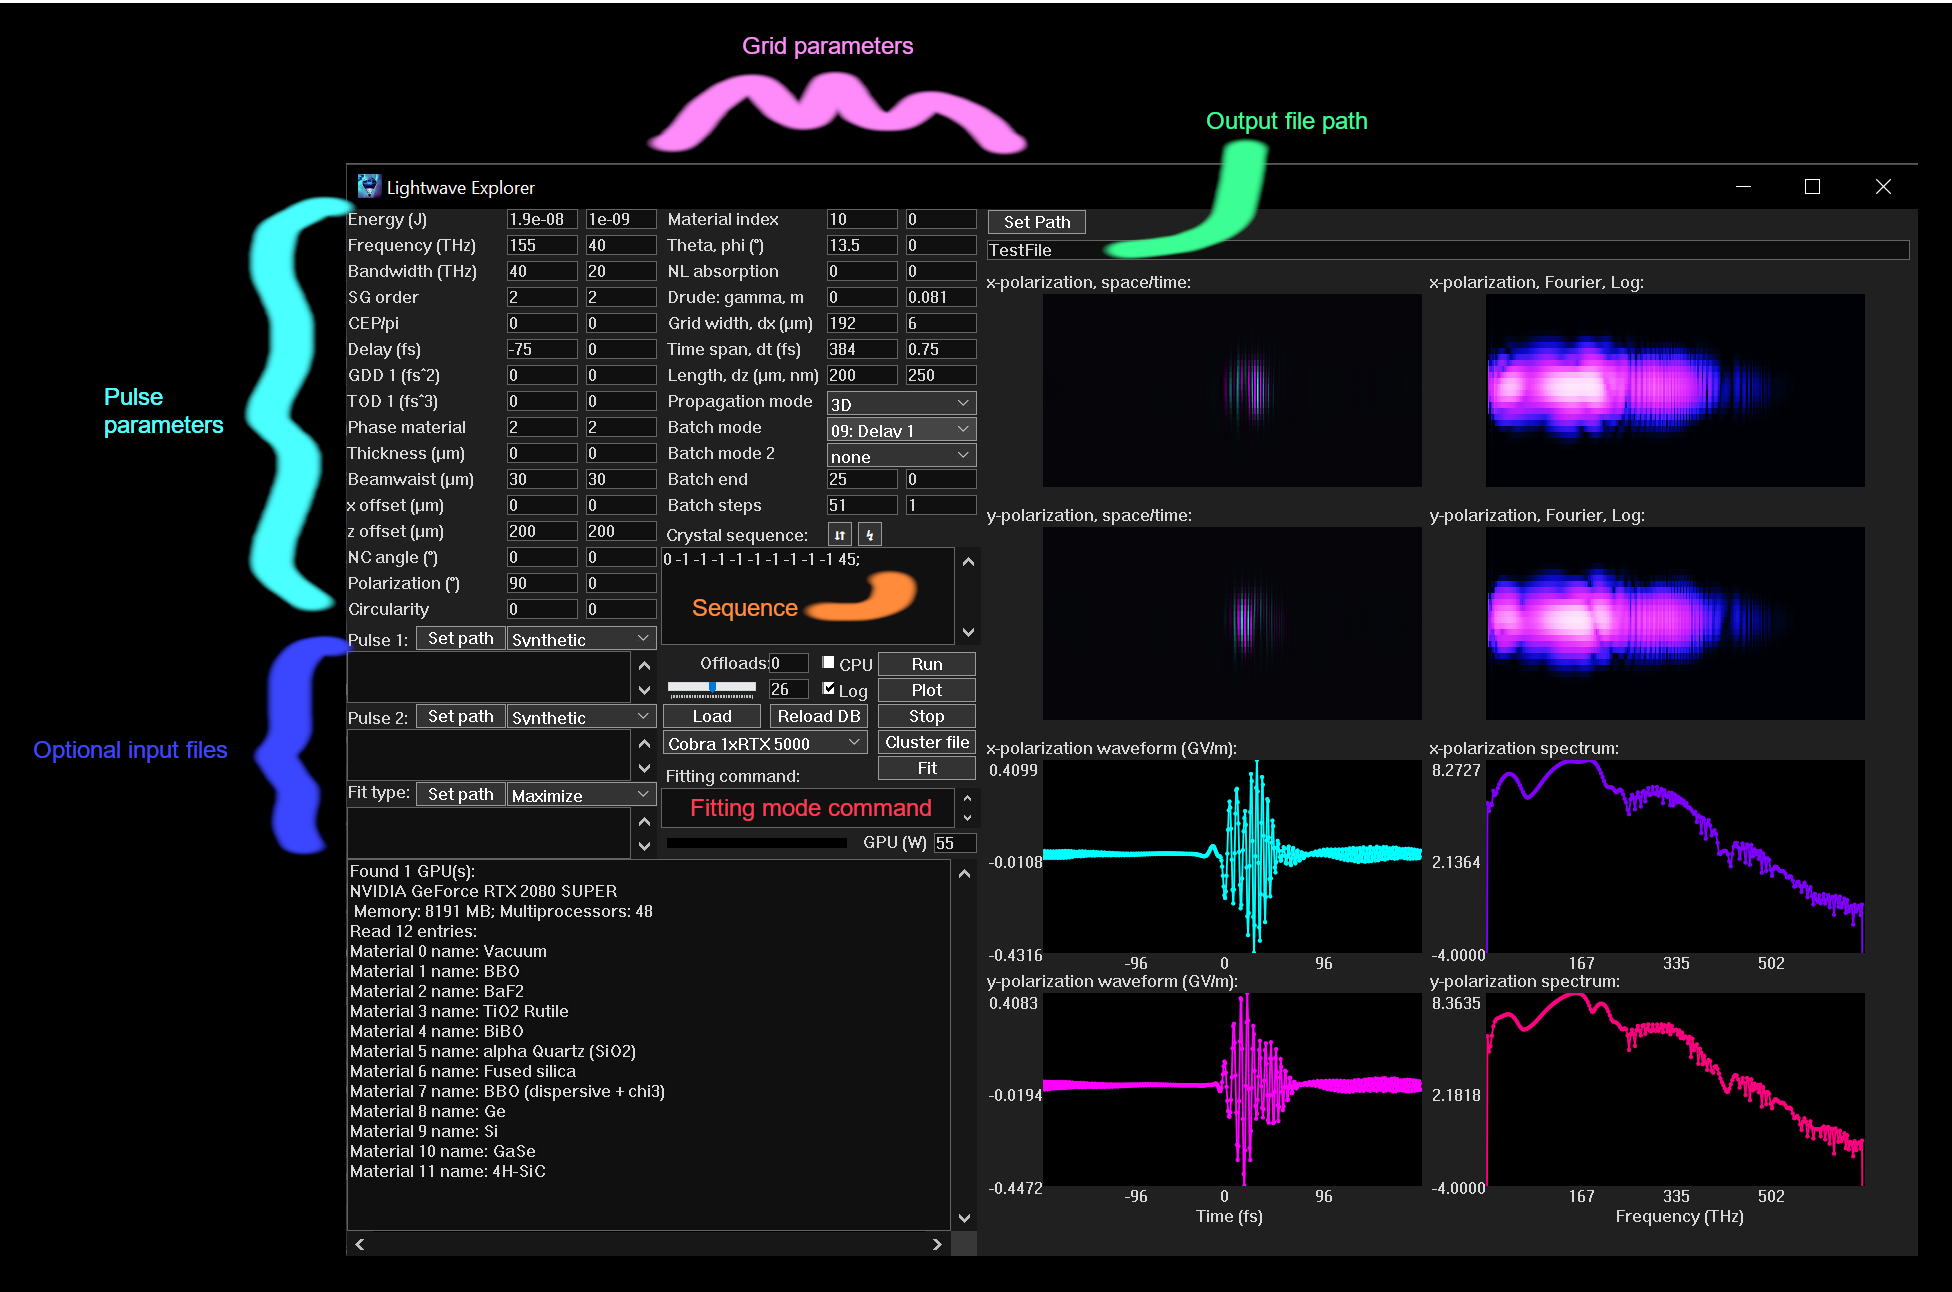 Grid parameters
Output file path
Lightwave Explorer
Pulse
parameters
Optional input files
Energy (J) 1.9e-08 1e-09
Frequency (THz) 155 40
Bandwidth (THz) 40 20
SG order 2 2
CEP/pi 0 0
Delay (fs) -75 0
GDD 1 (fs^2) 0 0
TOD 1 (fs^3) 0 0
Phase material 2 2
Thickness (µm) 0 0
Beamwaist (µm) 30 30
x offset (µm) 0 0
z offset (µm) 200 200
NC angle (°) 0 0
Polarization (°) 90 0
Circularity 0 0
Pulse 1: Set path Synthetic
Pulse 2: Set path Synthetic
Fit type: Set path Maximize
Material index 10 0
Theta, phi (°) 13.5 0
NL absorption 0 0
Drude: gamma, m 0 0.081
Grid width, dx (µm) 192 6
Time span, dt (fs) 384 0.75
Length, dz (µm, nm) 200 250
Propagation mode 3D
Batch mode 09: Delay 1
Batch mode 2 none
Batch end 25 0
Batch steps 51 1
Crystal sequence:
0 -1 -1 -1 -1 -1 -1 -1 -1 -1 45;
Sequence
Offloads: 0 CPU Run
26 Log Plot
Load Reload DB Stop
Cobra 1xRTX 5000 Cluster file
Fit
Fitting command:
Fitting mode command
GPU (W) 55
Found 1 GPU(s):
NVIDIA GeForce RTX 2080 SUPER
Memory: 8191 MB; Multiprocessors: 48
Read 12 entries:
Material 0 name: Vacuum
Material 1 name: BBO
Material 2 name: BaF2
Material 3 name: TiO2 Rutile
Material 4 name: BiBO
Material 5 name: alpha Quartz (SiO2)
Material 6 name: Fused silica
Material 7 name: BBO (dispersive + chi3)
Material 8 name: Ge
Material 9 name: Si
Material 10 name: GaSe
Material 11 name: 4H-SiC
Set Path
TestFile
x-polarization, space/time:
x-polarization, Fourier, Log:
y-polarization, space/time:
y-polarization, Fourier, Log:
x-polarization waveform (GV/m):
0.4099
-0.0108
-0.4316
-96 0 96
x-polarization spectrum:
8.2727
2.1364
-4.0000
167 335 502
y-polarization waveform (GV/m):
0.4083
-0.0194
-0.4472
-96 0 96
Time (fs)
y-polarization spectrum:
8.3635
2.1818
-4.0000
167 335 502
Frequency (THz)